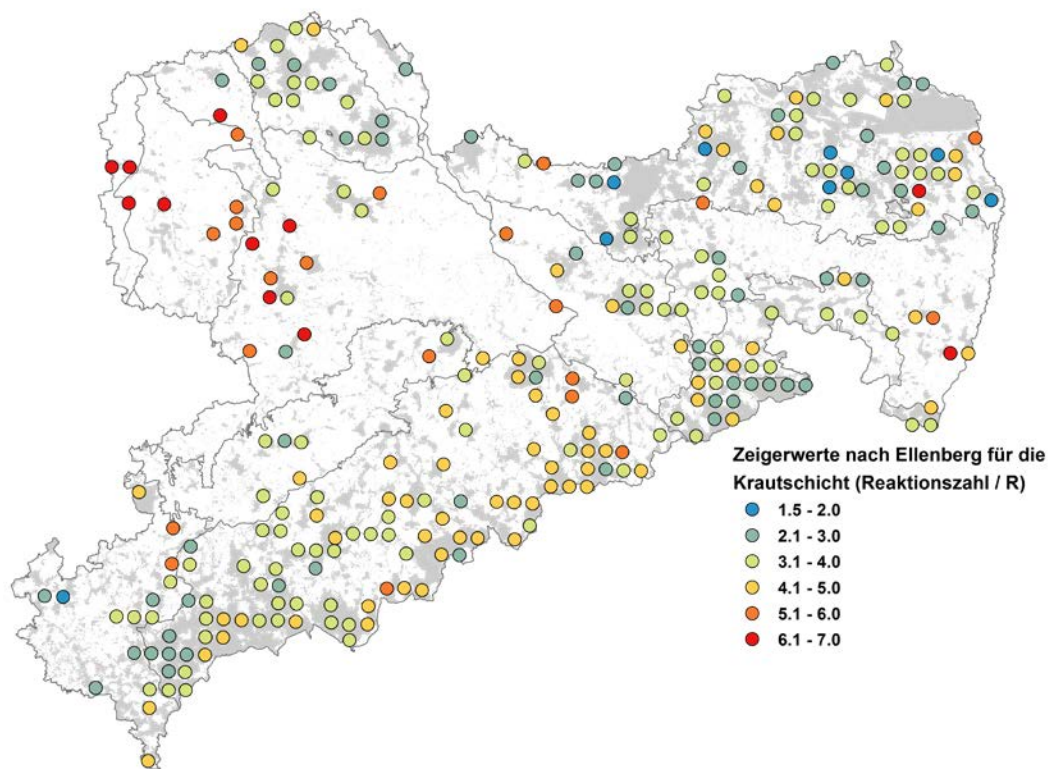 Zeigerwerte nach Ellenberg für die
Krautschicht (Reaktionszahl / R)
1.5 - 2.0
2.1 - 3.0
3.1 - 4.0
4.1 - 5.0
5.1 - 6.0
6.1 - 7.0